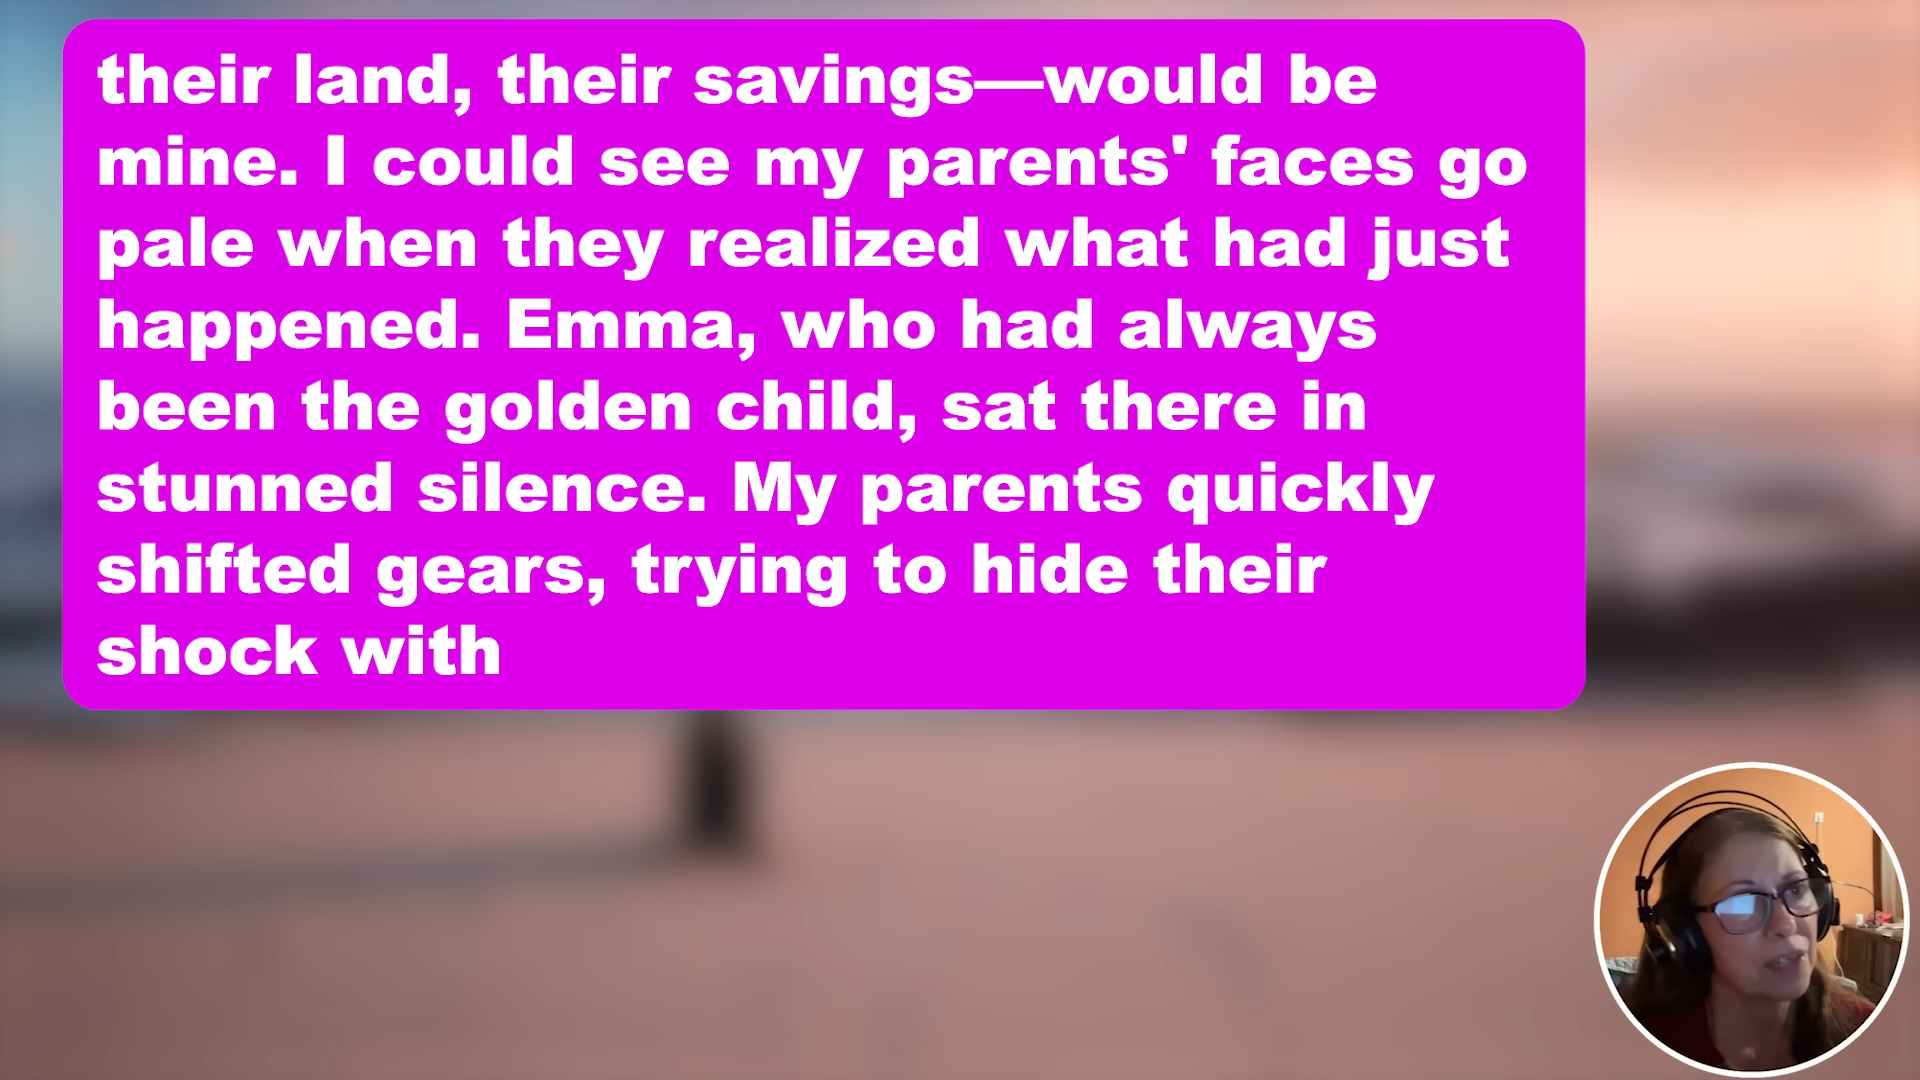 their land, their savings—would be
mine. I could see my parents' faces go
pale when they realized what had just
happened. Emma, who had always
been the golden child, sat there in
stunned silence. My parents quickly
shifted gears, trying to hide their
shock with